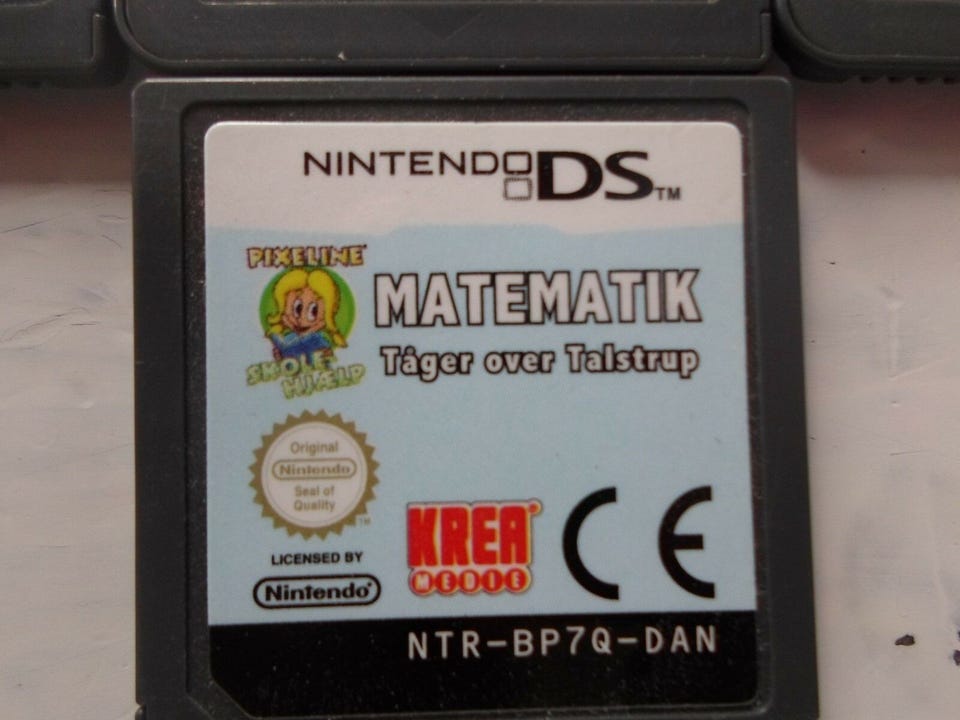 NINTENDO DS™
PIXELINE
SKOLE
HJÆLP
MATEMATIK
Tåger over Talstrup
Original
Nintendo
Seal of
Quality
TM
LICENSED BY
Nintendo®
KREA
MEDIE
CE
NTR-BP7Q-DAN